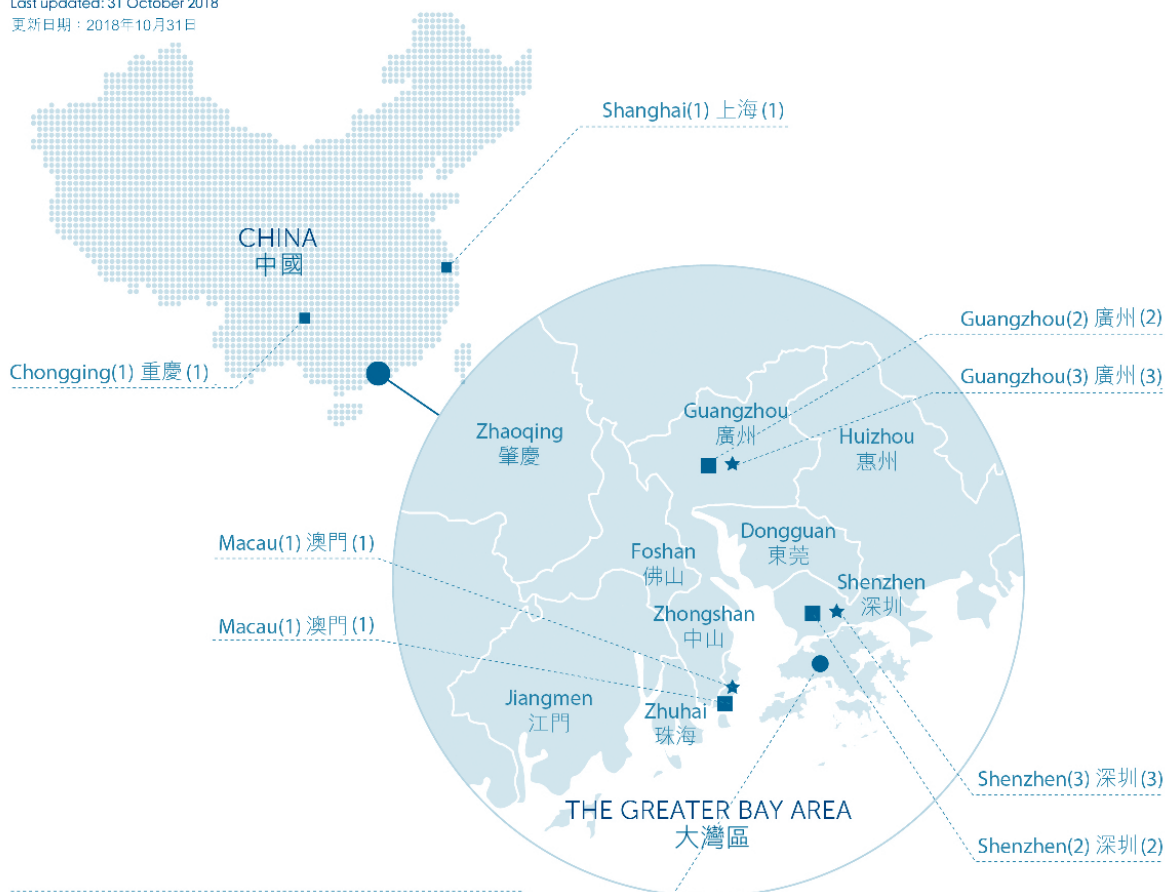 Last updated: 31 October 2018
更新日期：2018年10月31日
Shanghai(1) 上海(1)
CHINA
中國
Chongging(1) 重慶(1)
Guangzhou(2) 廣州(2)
Guangzhou(3) 廣州(3)
Guangzhou
廣州
Zhaoqing
肇慶
Huizhou
惠州
Macau(1) 澳門(1)
Dongguan
東莞
Foshan
佛山
Shenzhen
深圳
Macau(1) 澳門(1)
Zhongshan
中山
Jiangmen
江門
Zhuhai
珠海
Shenzhen(3) 深圳(3)
THE GREATER BAY AREA
大灣區
Shenzhen(2) 深圳(2)